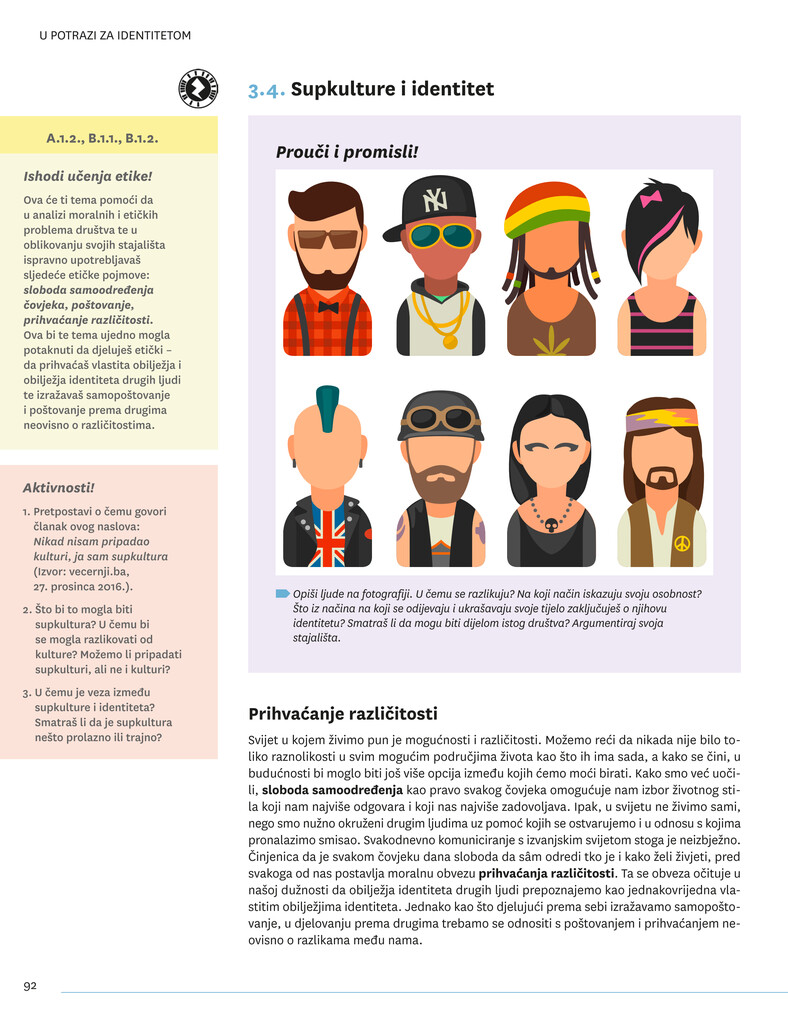 U POTRAZI ZA IDENTITETOM
3.4. Supkulture i identitet
A.1.2., B.1.1., B.1.2.
Ishodi učenja etike!
Ova će ti tema pomoći da
u analizi moralnih i etičkih
problema društva te u
oblikovanju svojih stajališta
ispravno upotrebljavaš
sljedeće etičke pojmove:
sloboda samoodređenja
čovjeka, poštovanje,
prihvaćanje različitosti.
Ova bi te tema ujedno mogla
potaknuti da djeluješ etički –
da prihvaćaš vlastita obilježja i
obilježja identiteta drugih ljudi
te izražavaš samopoštovanje
i poštovanje prema drugima
neovisno o različitostima.
Aktivnosti!
1. Pretpostavi o čemu govori
članak ovog naslova:
Nikad nisam pripadao
kulturi, ja sam supkultura
(Izvor: vecernji.ba,
27. prosinca 2016.).
2. Što bi to mogla biti
supkultura? U čemu bi
se mogla razlikovati od
kulture? Možemo li pripadati
supkulturi, ali ne i kulturi?
3. U čemu je veza između
supkulture i identiteta?
Smatraš li da je supkultura
nešto prolazno ili trajno?
Prouči i promisli!
NY
Opiši ljude na fotografiji. U čemu se razlikuju? Na koji način iskazuju svoju osobnost?
Što iz načina na koji se odijevaju i ukrašavaju svoje tijelo zaključuješ o njihovu
identitetu? Smatraš li da mogu biti dijelom istog društva? Argumentiraj svoja
stajališta.
Prihvaćanje različitosti
Svijet u kojem živimo pun je mogućnosti i različitosti. Možemo reći da nikada nije bilo to-
liko raznolikosti u svim mogućim područjima života kao što ih ima sada, a kako se čini, u
budućnosti bi moglo biti još više opcija između kojih ćemo moći birati. Kako smo već uoči-
li, sloboda samoodređenja kao pravo svakog čovjeka omogućuje nam izbor životnog sti-
la koji nam najviše odgovara i koji nas najviše zadovoljava. Ipak, u svijetu ne živimo sami,
nego smo nužno okruženi drugim ljudima uz pomoć kojih se ostvarujemo i u odnosu s kojima
pronalazimo smisao. Svakodnevno komuniciranje s izvanjskim svijetom stoga je neizbježno.
Činjenica da je svakom čovjeku dana sloboda da sâm odredi tko je i kako želi živjeti, pred
svakoga od nas postavlja moralnu obvezu prihvaćanja različitosti. Ta se obveza očituje u
našoj dužnosti da obilježja identiteta drugih ljudi prepoznajemo kao jednakovrijedna vla-
stitim obilježjima identiteta. Jednako kao što djelujući prema sebi izražavamo samopošto-
vanje, u djelovanju prema drugima trebamo se odnositi s poštovanjem i prihvaćanjem ne-
ovisno o razlikama među nama.
92